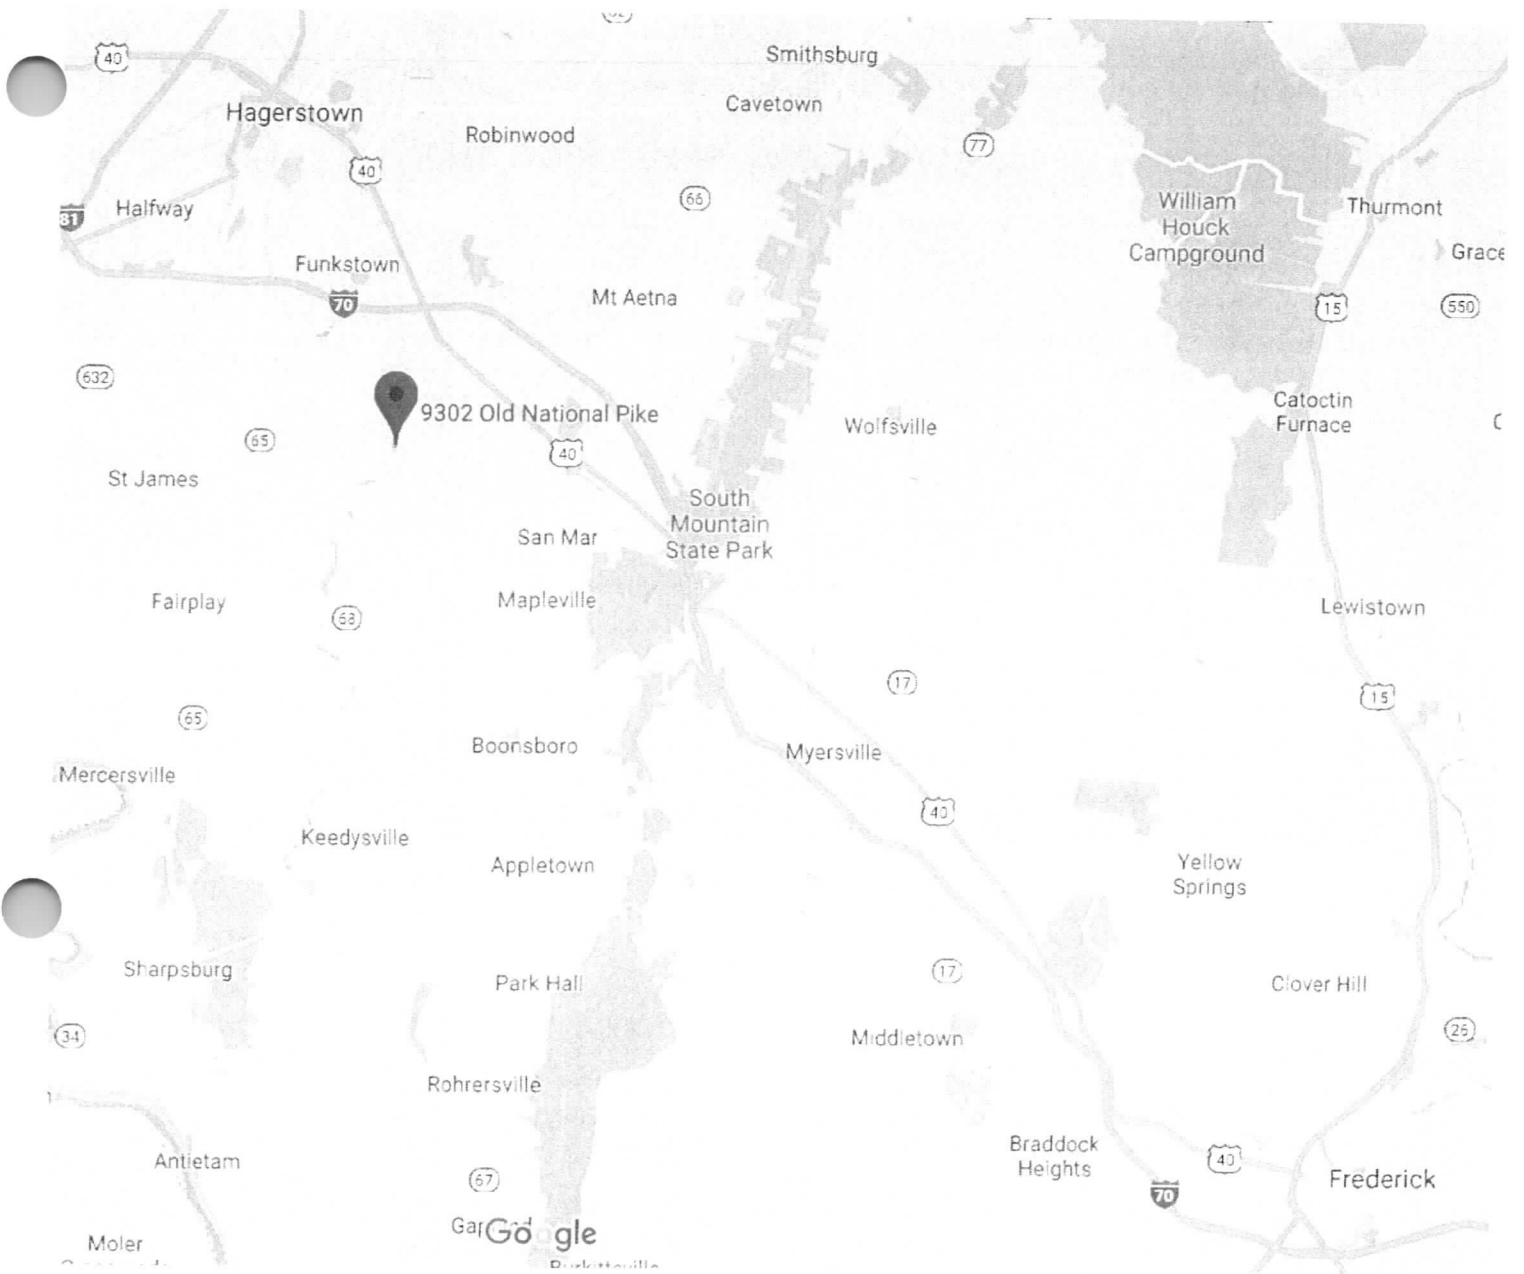 40
Smithsburg
Hagerstown
Cavetown
Robinwood
77
40
66
William
Houck
Campground
Thurmont
Halfway
81
Grace
Funkstown
70
Mt Aetna
15
550
632
9302 Old National Pike
Catoctin
Furnace
Wolfsville
65
40
St James
South
Mountain
State Park
San Mar
Fairplay
Mapleville
68
Lewistown
17
15
65
Boonsboro
Myersville
Mercersville
40
Keedysville
Appletown
Yellow
Springs
Sharpsburg
Park Hall
17
Clover Hill
34
Middletown
26
Rohrersville
Braddock
Heights
Antietam
40
67
70
Frederick
Google
Moler
Burkittsville